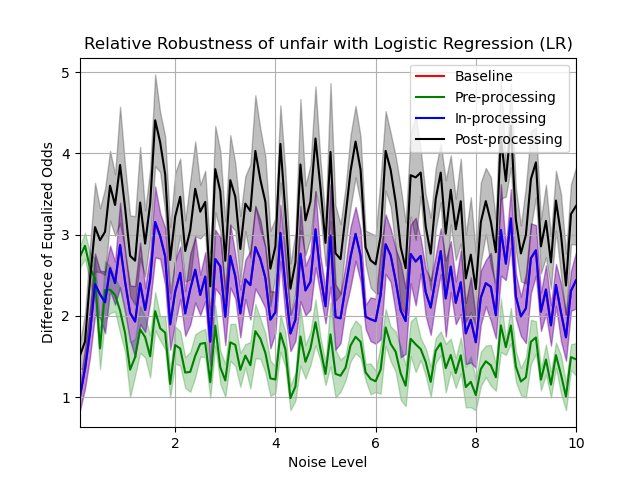 Relative Robustness of unfair with Logistic Regression (LR)
Difference of Equalized Odds
5
4
3
2
1
Baseline
Pre-processing
In-processing
Post-processing
2
4
6
8
10
Noise Level